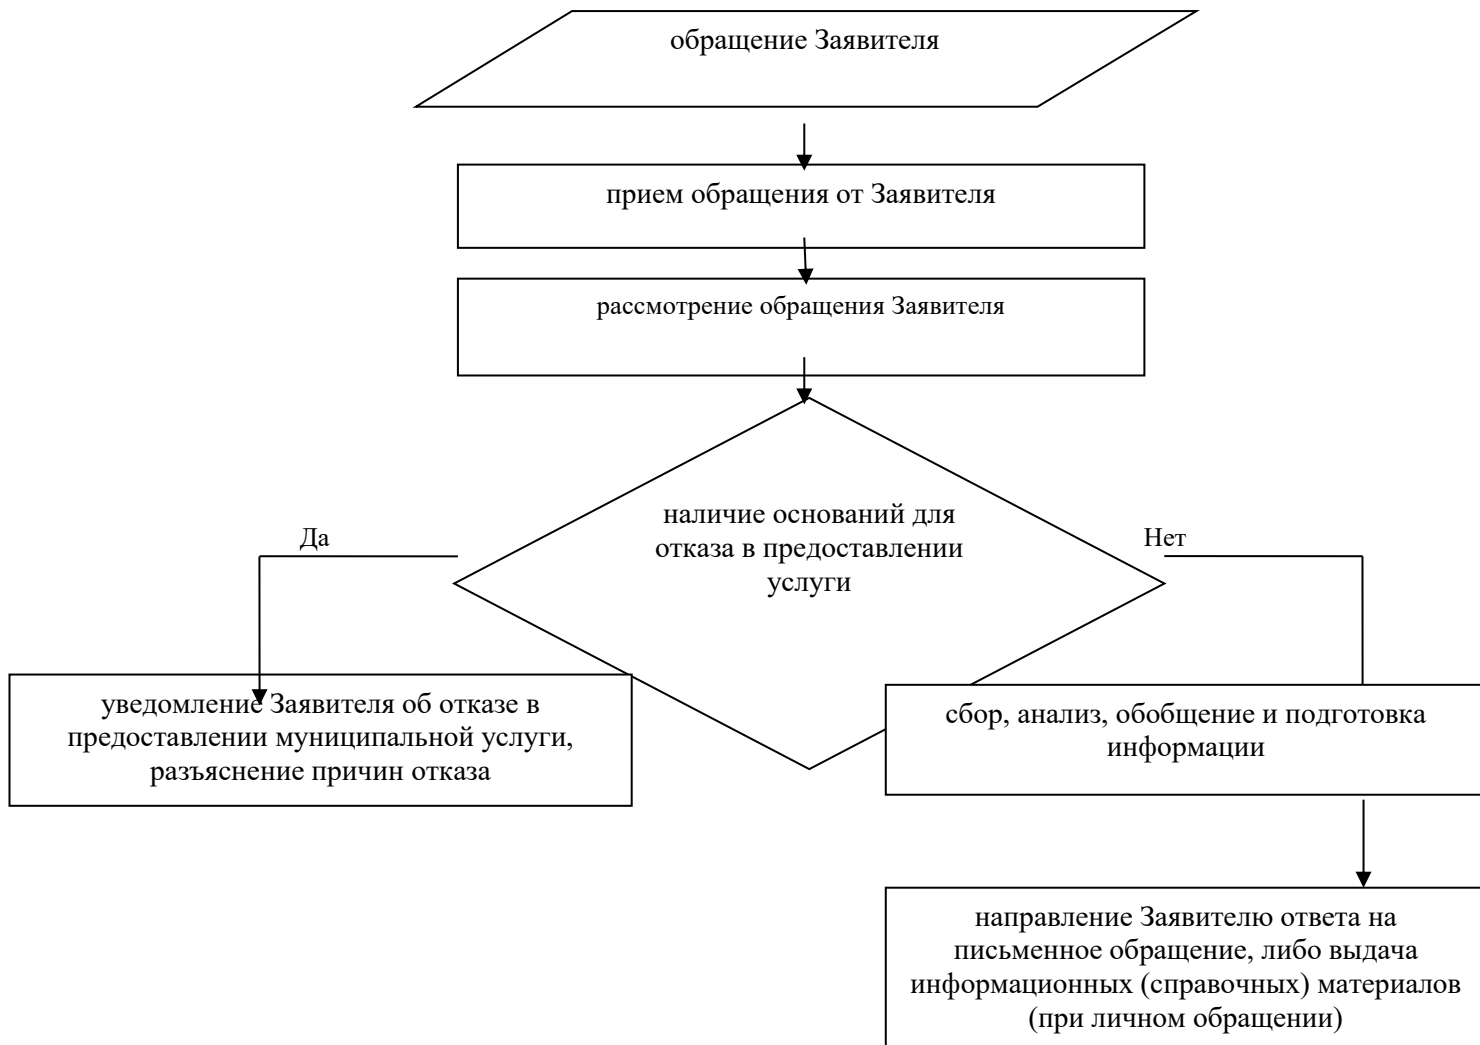 обращение Заявителя
прием обращения от Заявителя
рассмотрение обращения Заявителя
наличие оснований для
отказа в предоставлении
услуги
Да
Нет
уведомление Заявителя об отказе в
предоставлении муниципальной услуги,
разъяснение причин отказа
сбор, анализ, обобщение и подготовка
информации
направление Заявителю ответа на
письменное обращение, либо выдача
информационных (справочных) материалов
(при личном обращении)